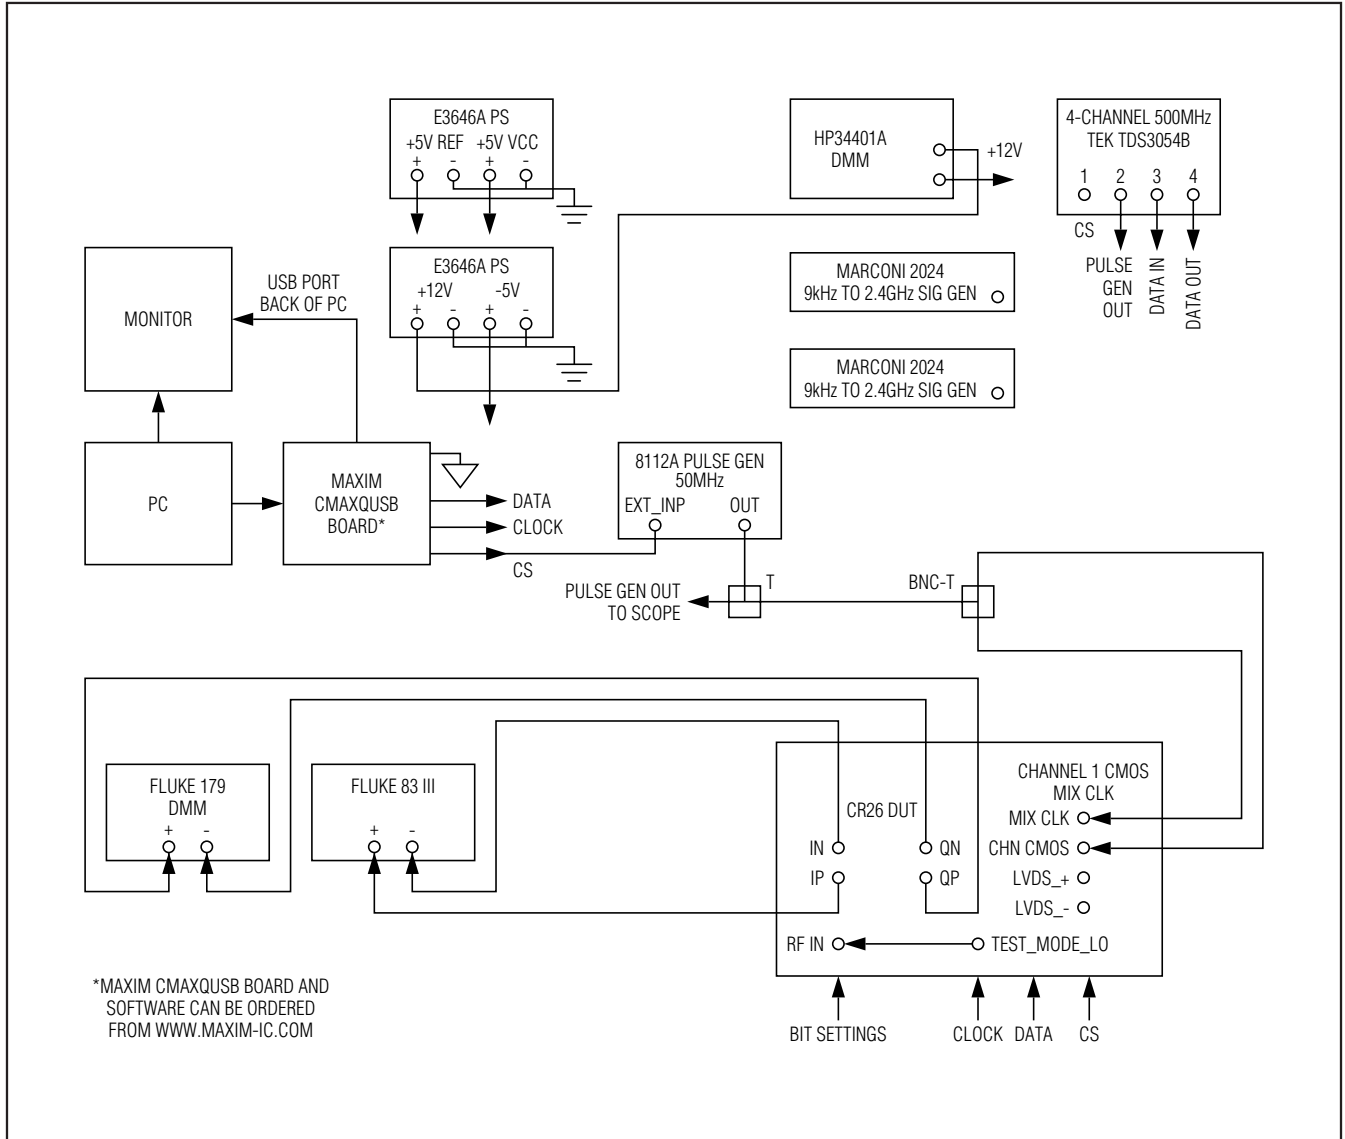 E3646A PS
+5V REF +5V VCC
+ - + -
HP34401A
DMM
+12V
4-CHANNEL 500MHz
TEK TDS3054B
1 2 3 4
CS
PULSE
GEN
OUT
DATA IN
DATA OUT
E3646A PS
+12V -5V
+ - + -
MARCONI 2024
9kHz TO 2.4GHz SIG GEN
MARCONI 2024
9kHz TO 2.4GHz SIG GEN
MONITOR
USB PORT
BACK OF PC
PC
MAXIM
CMAXQUSB
BOARD*
DATA
CLOCK
CS
8112A PULSE GEN
50MHz
EXT_INP OUT
T
PULSE GEN OUT
TO SCOPE
BNC-T
FLUKE 179
DMM
+ -
FLUKE 83 III
+ -
CHANNEL 1 CMOS
MIX CLK
CR26 DUT
MIX CLK
IN QN CHN CMOS
IP QP LVDS_+
LVDS_-
RF IN TEST_MODE_LO
BIT SETTINGS CLOCK DATA CS
*MAXIM CMAXQUSB BOARD AND
SOFTWARE CAN BE ORDERED
FROM WWW.MAXIM-IC.COM